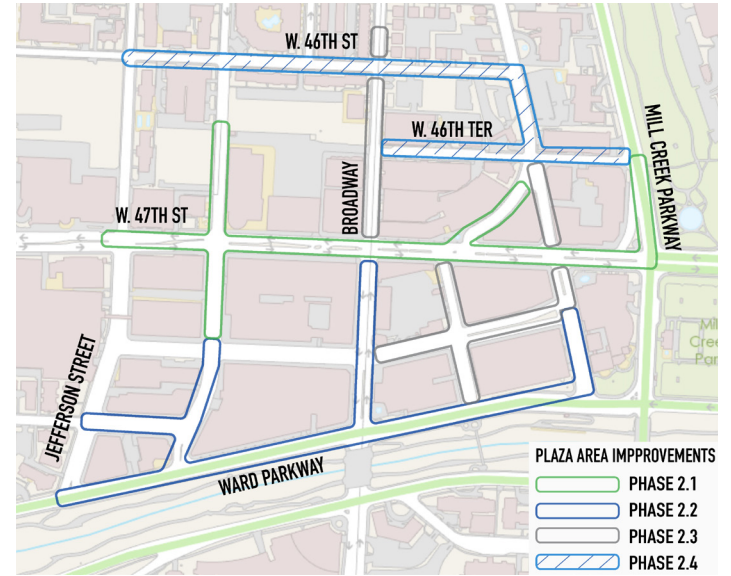 W. 46TH ST
W. 46TH TER
MILL CREEK PARKWAY
BROADWAY
W. 47TH ST
JEFFERSON STREET
WARD PARKWAY
PLAZA AREA IMPPROVEMENTS
PHASE 2.1
PHASE 2.2
PHASE 2.3
PHASE 2.4